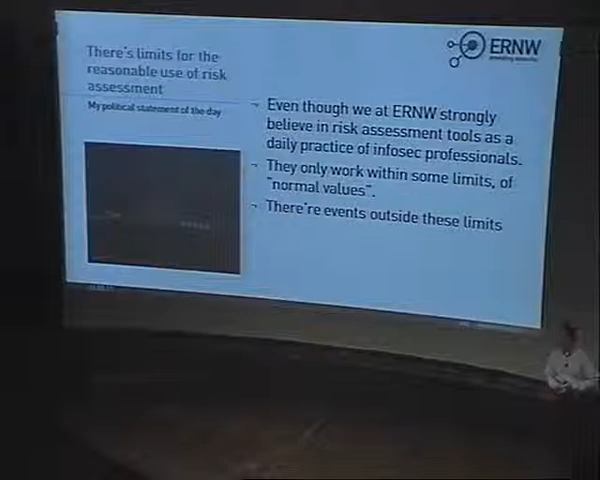 There's limits for the
reasonable use of risk
assessment
My political statement of the day
ERNW
Even though we at ERNW strongly
believe in risk assessment tools as a
daily practice of infosec professionals.
They only work within some limits, of
"normal values".
There're events outside these limits